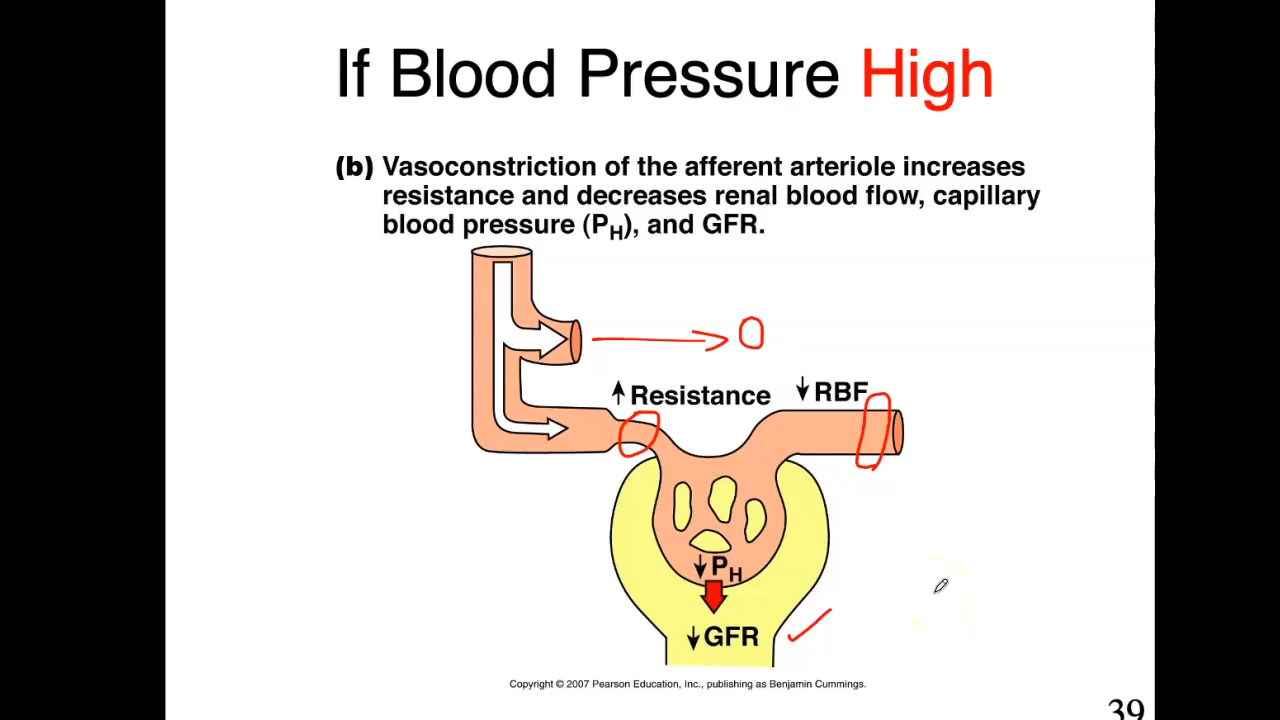 If Blood Pressure High
(b) Vasoconstriction of the afferent arteriole increases
resistance and decreases renal blood flow, capillary
blood pressure (PH), and GFR.
↑ Resistance
↓ RBF
↓ PH
↓ GFR
Copyright © 2007 Pearson Education, Inc., publishing as Benjamin Cummings.
39